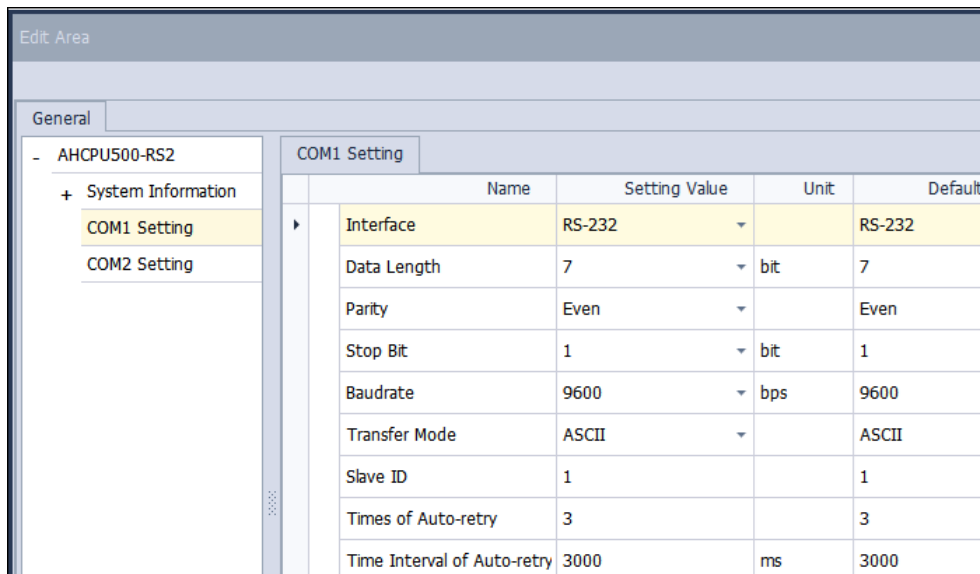 Edit Area
General
- AHCPU500-RS2
+ System Information
COM1 Setting
COM2 Setting
COM1 Setting
Name Setting Value Unit Default
Interface RS-232 RS-232
Data Length 7 bit 7
Parity Even Even
Stop Bit 1 bit 1
Baudrate 9600 bps 9600
Transfer Mode ASCII ASCII
Slave ID 1 1
Times of Auto-retry 3 3
Time Interval of Auto-retry 3000 ms 3000